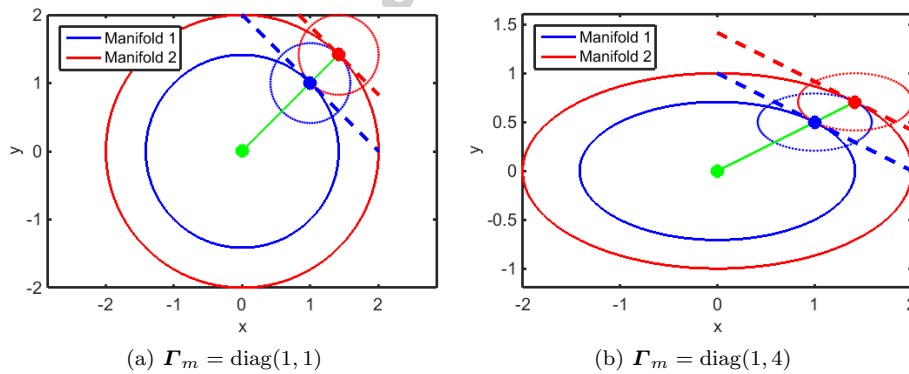 2
1
0
-1
-2
y
Manifold 1
Manifold 2
-2
-1
0
1
2
x
(a) Γm = diag(1, 1)
1.5
1
0.5
0
-0.5
-1
y
Manifold 1
Manifold 2
-2
-1
0
1
2
x
(b) Γm = diag(1, 4)